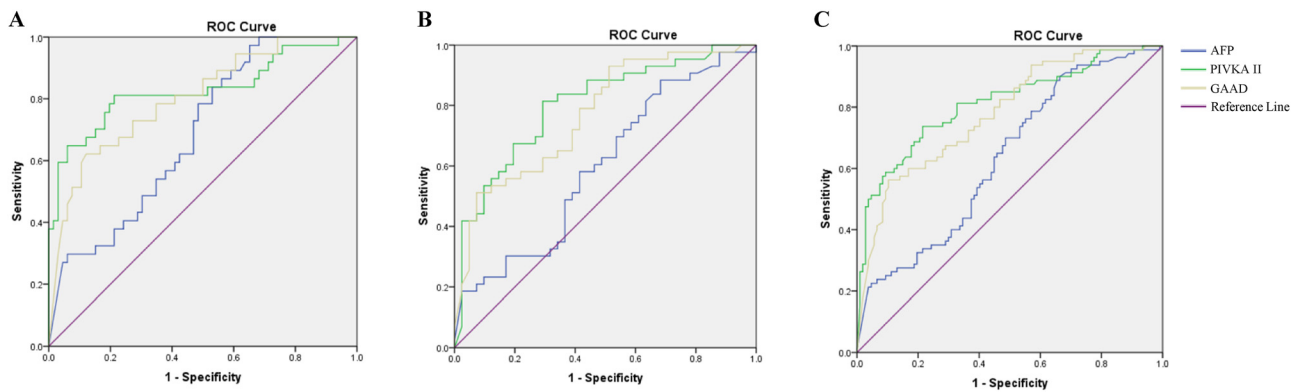 A
ROC Curve
Sensitivity
1.0
0.8
0.6
0.4
0.2
0.0
0.0 0.2 0.4 0.6 0.8 1.0
1 - Specificity
B
ROC Curve
Sensitivity
1.0
0.8
0.6
0.4
0.2
0.0
0.0 0.2 0.4 0.6 0.8 1.0
1 - Specificity
C
ROC Curve
Sensitivity
1.0
0.8
0.6
0.4
0.2
0.0
0.0 0.2 0.4 0.6 0.8 1.0
1 - Specificity
AFP
PIVKA II
GAAD
Reference Line